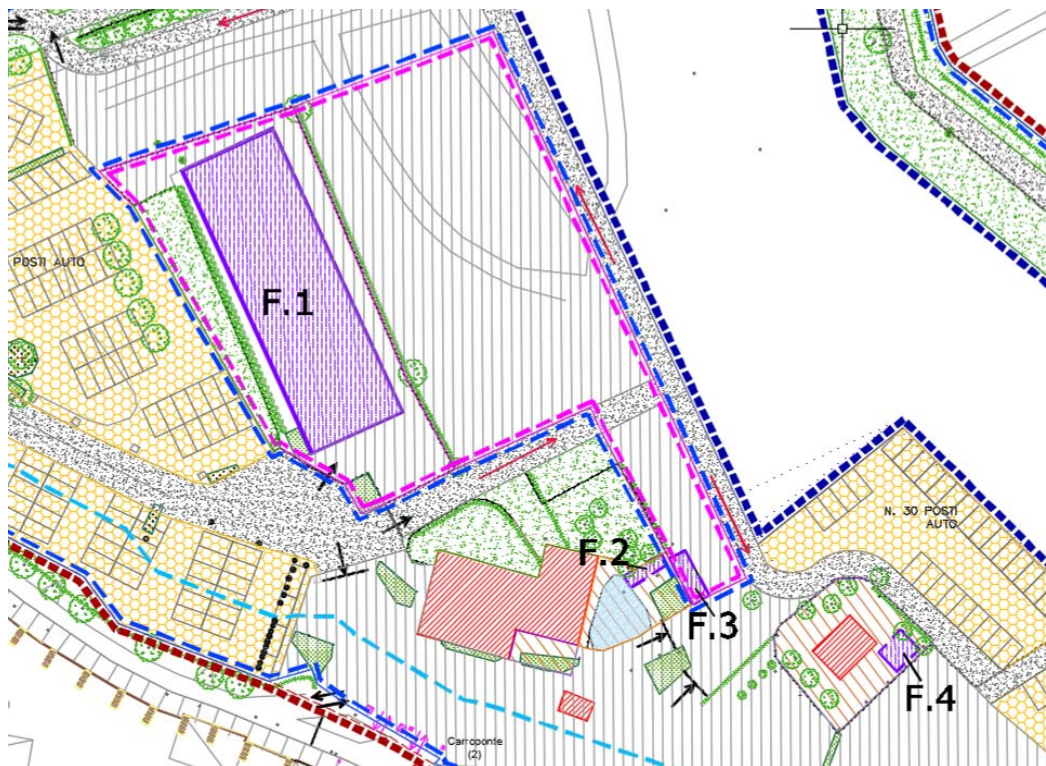 POSTI AUTO
F.1
N. 30 POSTI
AUTO
F.2
F.3
F.4
Carroponte
(2)